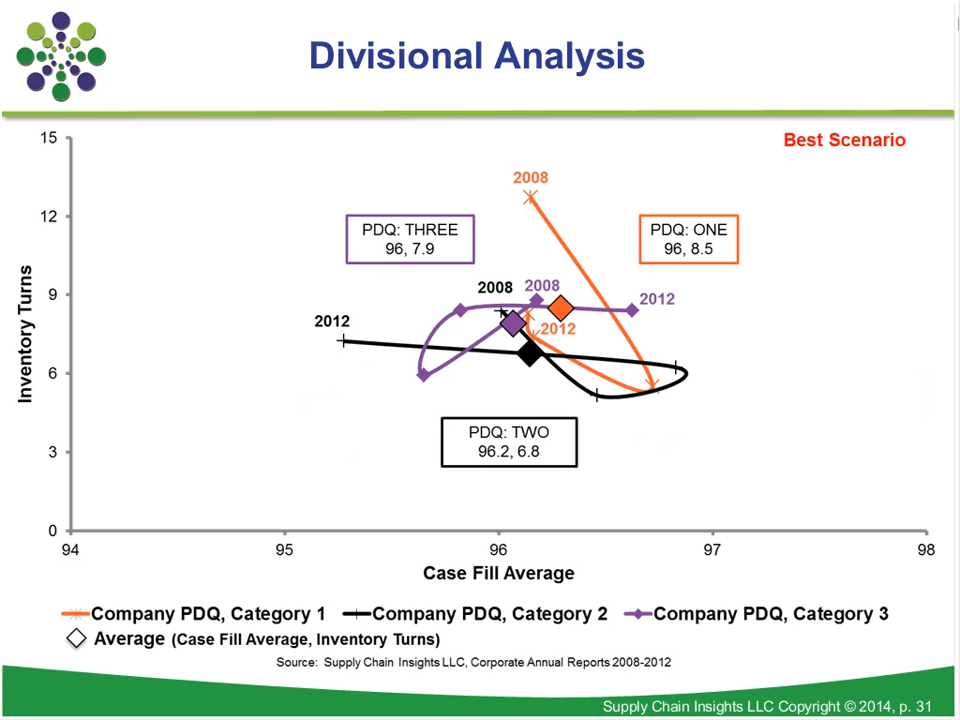 Divisional Analysis
Best Scenario
15
12
9
6
3
0
Inventory Turns
2008
PDQ: THREE
96, 7.9
PDQ: ONE
96, 8.5
2008
2008
2012
2012
2012
PDQ: TWO
96.2, 6.8
94
95
96
97
98
Case Fill Average
Company PDQ, Category 1
Company PDQ, Category 2
Company PDQ, Category 3
Average (Case Fill Average, Inventory Turns)
Source: Supply Chain Insights LLC, Corporate Annual Reports 2008-2012
Supply Chain Insights LLC Copyright © 2014, p. 31